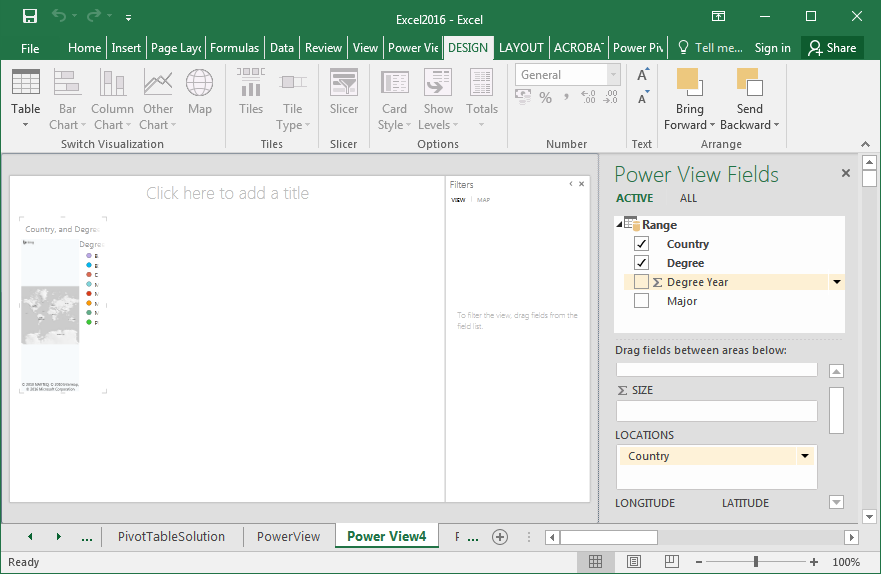 Excel2016 - Excel
File Home Insert Page Layc Formulas Data Review View Power Vie DESIGN LAYOUT ACROBA Power Piv Tell me... Sign in Share
Table
Bar Chart
Column Chart
Other Chart
Map
Switch Visualization
Tiles
Tile Type
Tiles
Slicer
Slicer
Card Style
Show Levels
Totals
Options
General
%
Number
Text
Bring Forward
Send Backward
Arrange
Click here to add a title
Country, and Degre
Degre
Filters
VIEW MAP
To filter the view, drag fields from the
field list.
Power View Fields
ACTIVE ALL
Range
Country
Degree
Σ Degree Year
Major
Drag fields between areas below:
Σ SIZE
LOCATIONS
Country
LONGITUDE LATITUDE
... PivotTableSolution PowerView Power View4 ...
Ready
100%